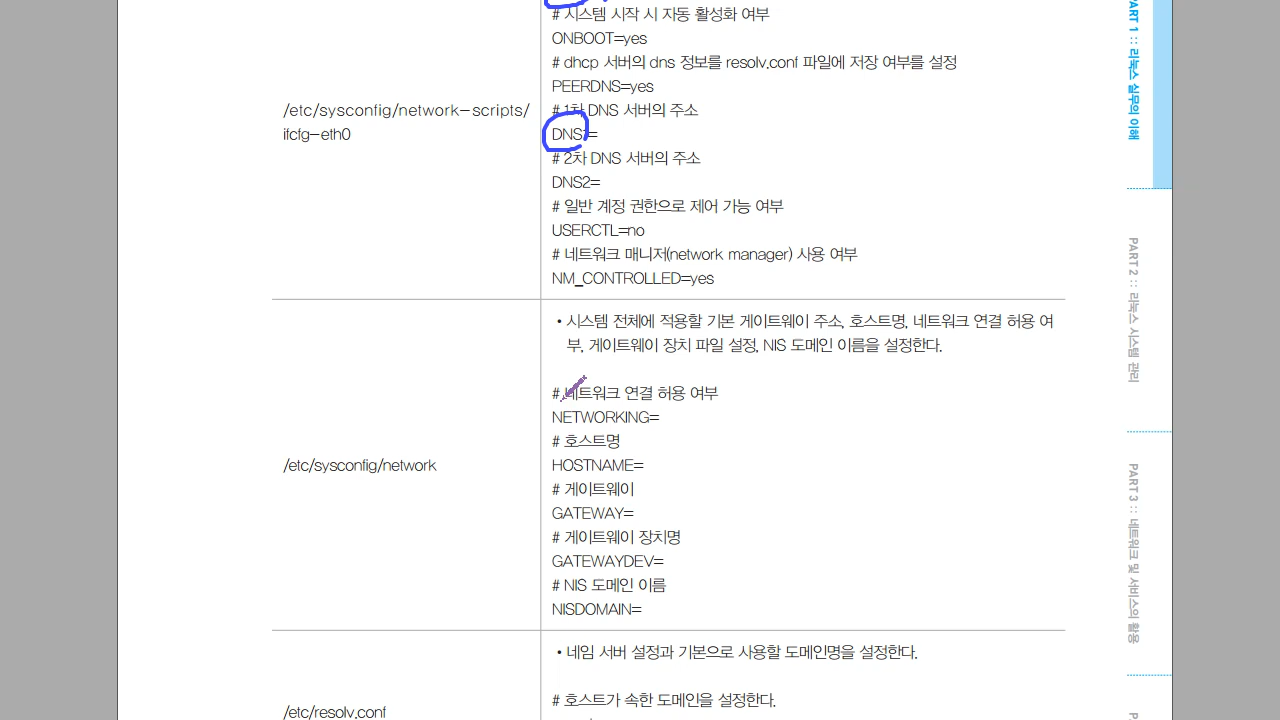 # 시스템 시작 시 자동 활성화 여부
ONBOOT=yes
# dhcp 서버의 dns 정보를 resolv.conf 파일에 저장 여부를 설정
PEERDNS=yes
/etc/sysconfig/network-scripts/
ifcfg-eth0
# 1차 DNS 서버의 주소
DNS1=
# 2차 DNS 서버의 주소
DNS2=
# 일반 계정 권한으로 제어 가능 여부
USERCTL=no
# 네트워크 매니저(network manager) 사용 여부
NM_CONTROLLED=yes
• 시스템 전체에 적용할 기본 게이트웨이 주소, 호스트명, 네트워크 연결 허용 여
부, 게이트웨이 장치 파일 설정, NIS 도메인 이름을 설정한다.
# 네트워크 연결 허용 여부
NETWORKING=
# 호스트명
/etc/sysconfig/network
HOSTNAME=
# 게이트웨이
GATEWAY=
# 게이트웨이 장치명
GATEWAYDEV=
# NIS 도메인 이름
NISDOMAIN=
• 네임 서버 설정과 기본으로 사용할 도메인명을 설정한다.
# 호스트가 속한 도메인을 설정한다.
/etc/resolv.conf
PART 1 :: 리눅스 실무의 이해
PART 2 :: 리눅스 시스템 관리
PART 3 :: 네트워크 및 서비스의 활용